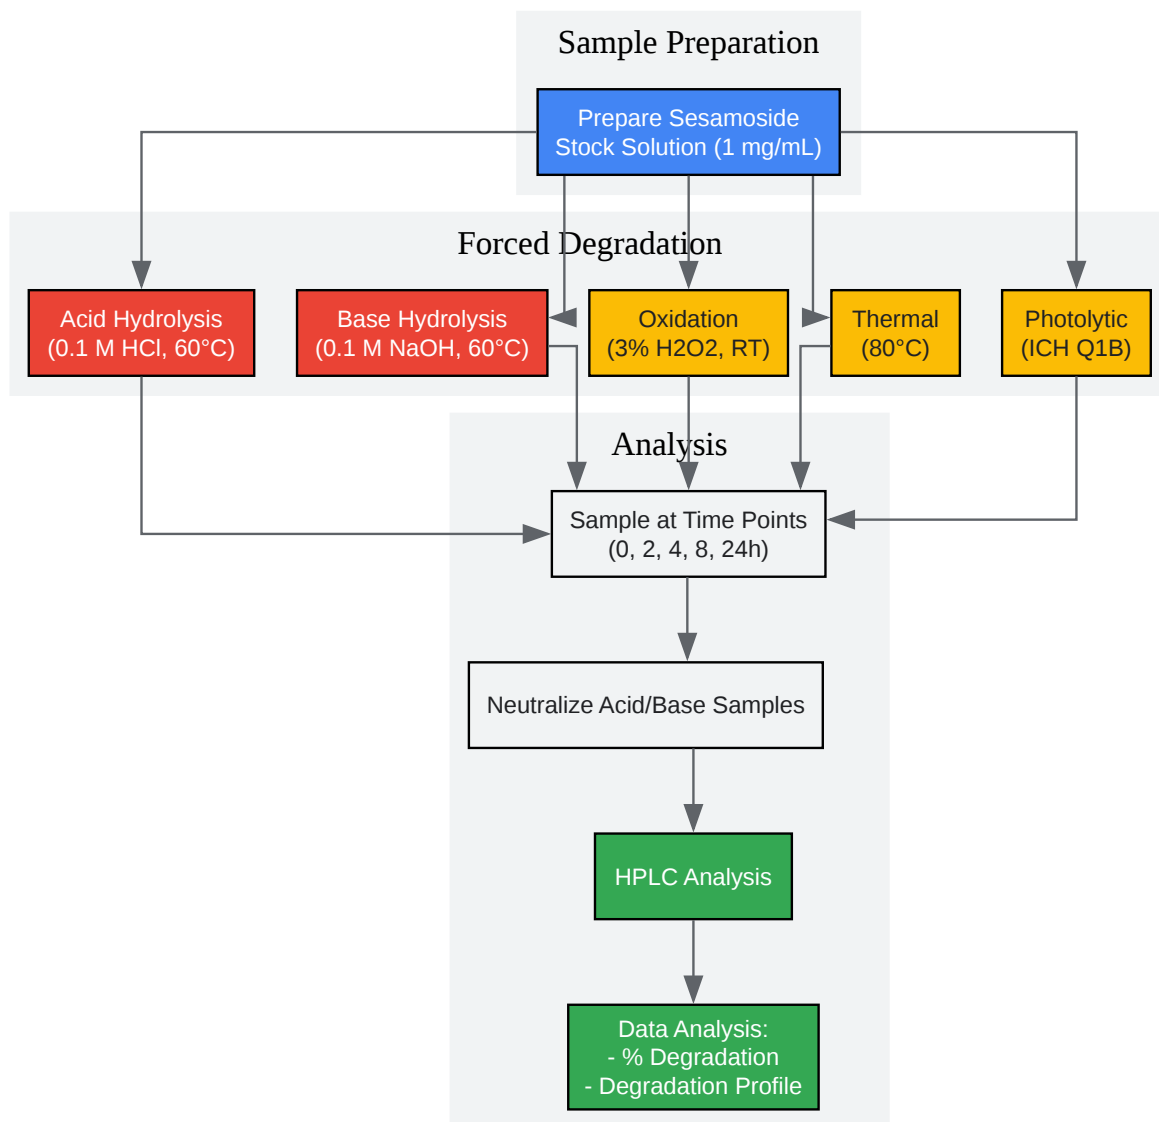 Sample Preparation
Prepare Sesamoside
Stock Solution (1 mg/mL)
Forced Degradation
Acid Hydrolysis
(0.1 M HCl, 60°C)
Base Hydrolysis
(0.1 M NaOH, 60°C)
Oxidation
(3% H2O2, RT)
Thermal
(80°C)
Photolytic
(ICH Q1B)
Analysis
Sample at Time Points
(0, 2, 4, 8, 24h)
Neutralize Acid/Base Samples
HPLC Analysis
Data Analysis:
- % Degradation
- Degradation Profile